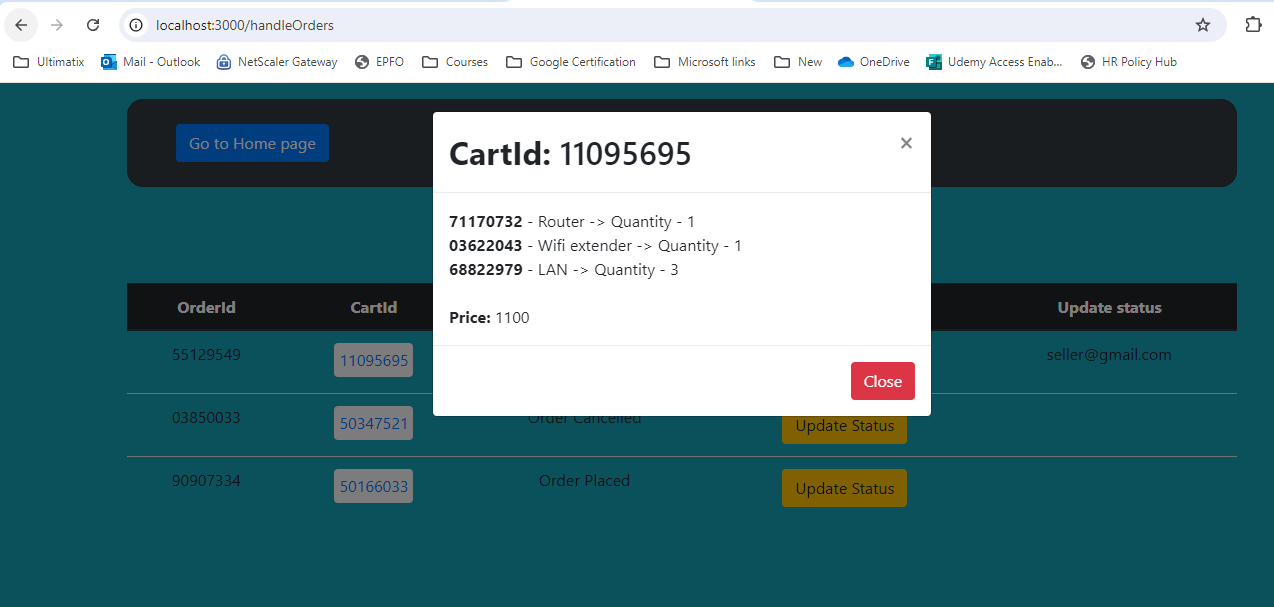 localhost:3000/handleOrders
Ultimatix Mail - Outlook NetScaler Gateway EPFO Courses Google Certification Microsoft links New OneDrive Udemy Access Enab... HR Policy Hub
Go to Home page
CartId: 11095695
×
71170732 - Router -> Quantity - 1
03622043 - Wifi extender -> Quantity - 1
68822979 - LAN -> Quantity - 3
Price: 1100
Close
OrderId CartId Update status
55129549 11095695 seller@gmail.com
03850033 50347521 Order Cancelled Update Status
90907334 50166033 Order Placed Update Status